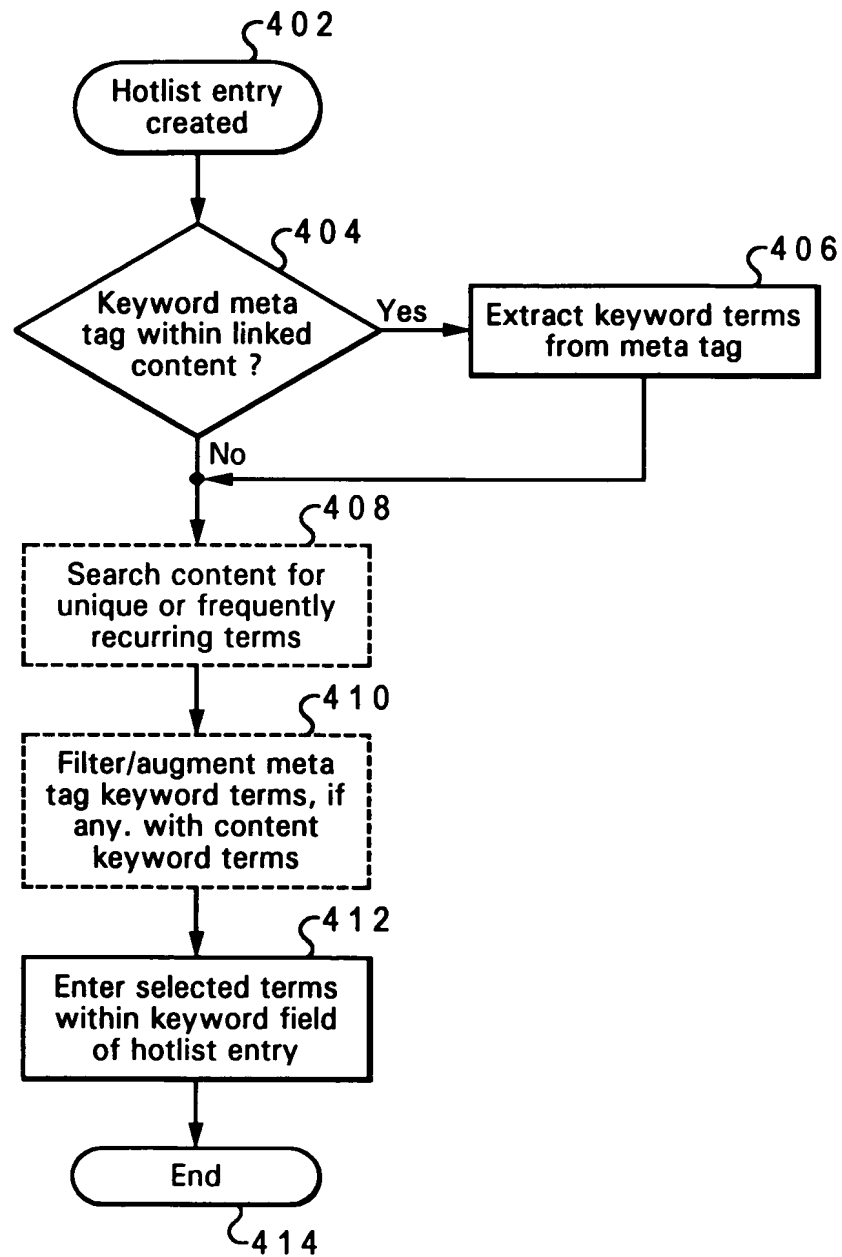 402
Hotlist entry
created
404
Keyword meta
tag within linked
content ?
Yes
406
Extract keyword terms
from meta tag
No
408
Search content for
unique or frequently
recurring terms
410
Filter/augment meta
tag keyword terms, if
any. with content
keyword terms
412
Enter selected terms
within keyword field
of hotlist entry
End
414